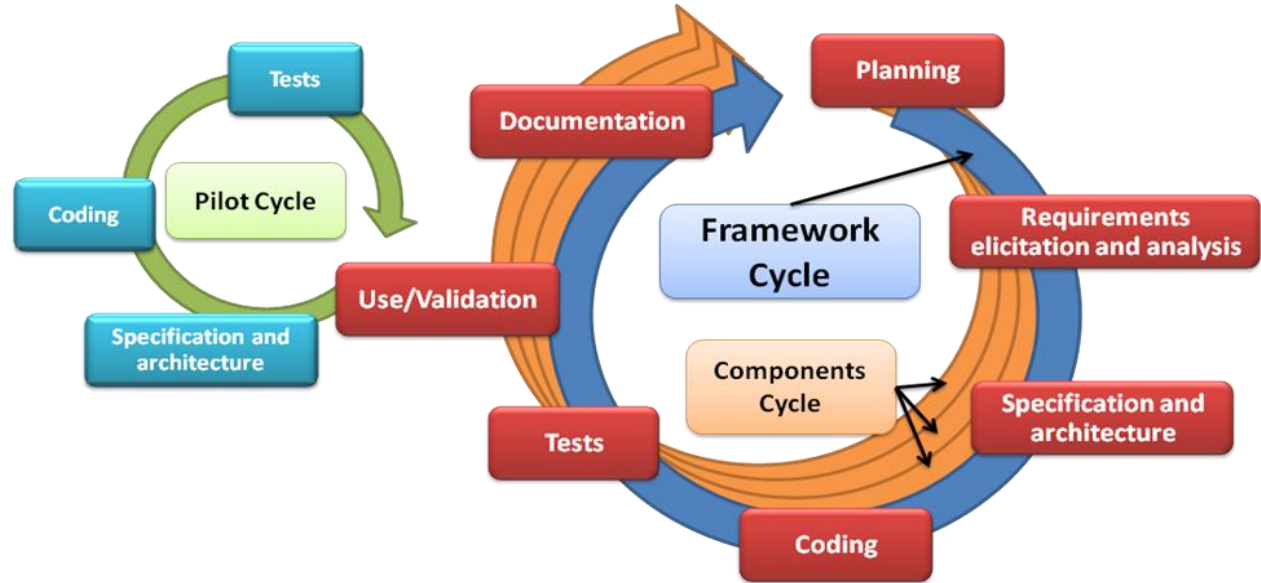 Tests
Coding
Pilot Cycle
Specification and
architecture
Use/Validation
Documentation
Planning
Framework
Cycle
Requirements
elicitation and analysis
Components
Cycle
Specification and
architecture
Tests
Coding